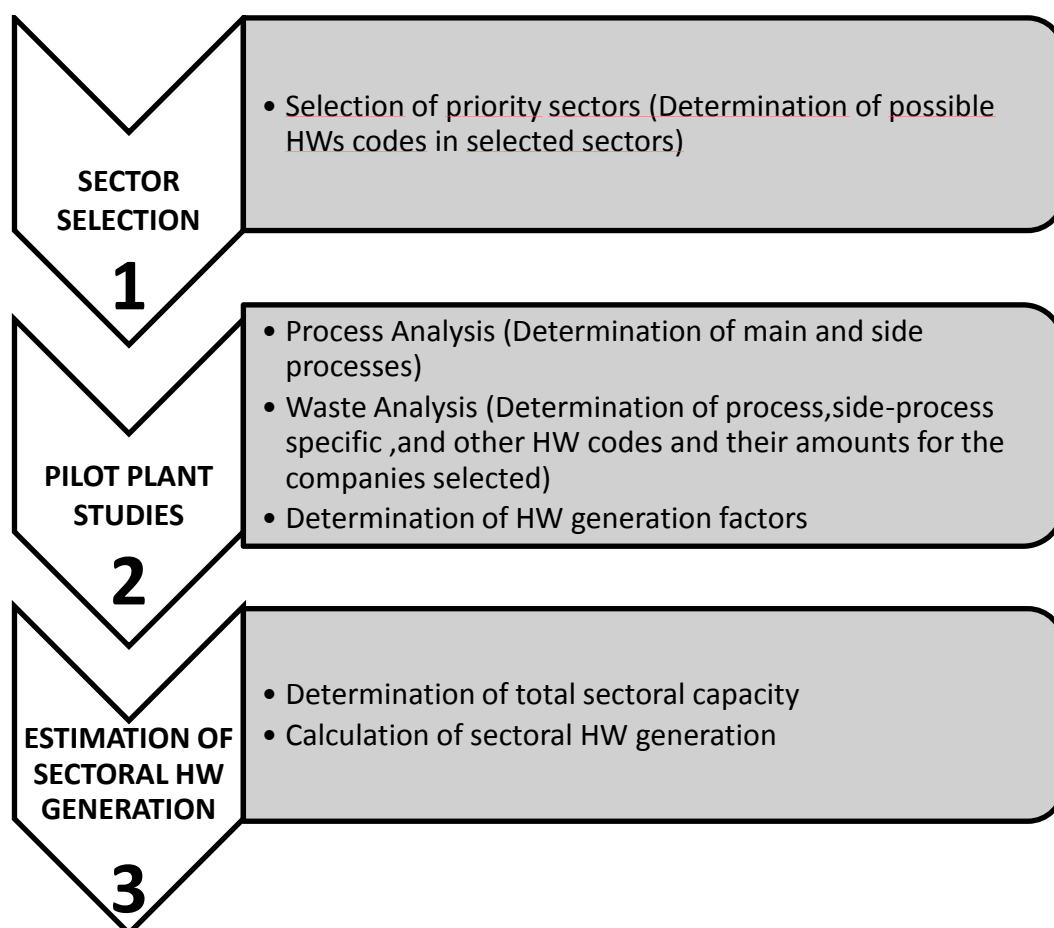 SECTOR
SELECTION
1
• Selection of priority sectors (Determination of possible
HWs codes in selected sectors)
PILOT PLANT
STUDIES
2
• Process Analysis (Determination of main and side
processes)
• Waste Analysis (Determination of process,side-process
specific ,and other HW codes and their amounts for the
companies selected)
• Determination of HW generation factors
ESTIMATION OF
SECTORAL HW
GENERATION
3
• Determination of total sectoral capacity
• Calculation of sectoral HW generation